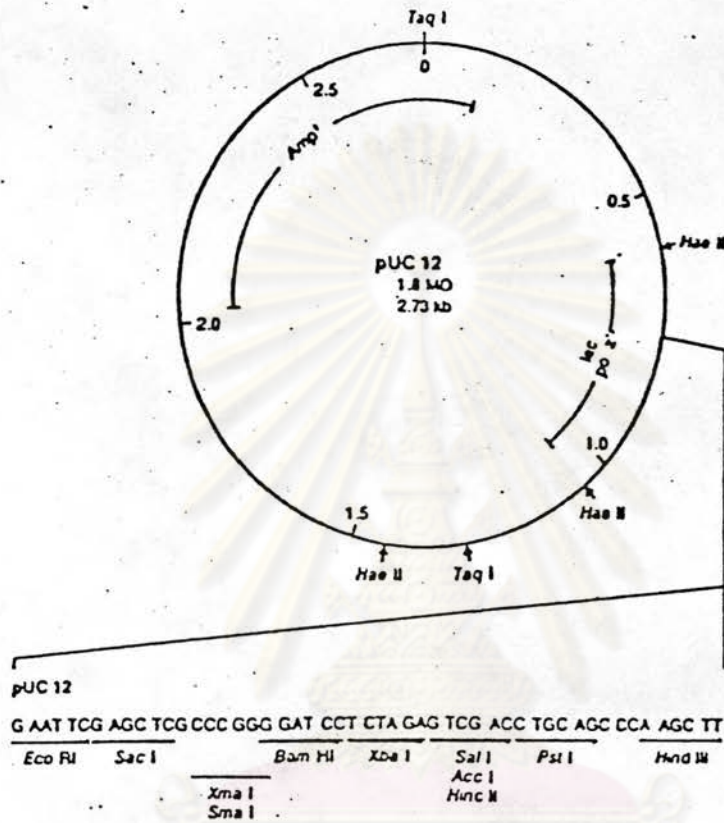 Taq I
0
2.5
Ampʳ
0.5
Hae II
pUC 12
1.8 MD
2.73 kb
2.0
lac
po z'
1.0
Hae II
1.5
Hae II
Taq I
pUC 12
G AAT TCG AGC TCG CCC GGG GAT CCT CTA GAG TCG ACC TGC AGC CCA AGC TT
Eco RI Sac I Bam HI Xba I Sal I Pst I Hind III
Xma I Acc I
Sma I Hinc II